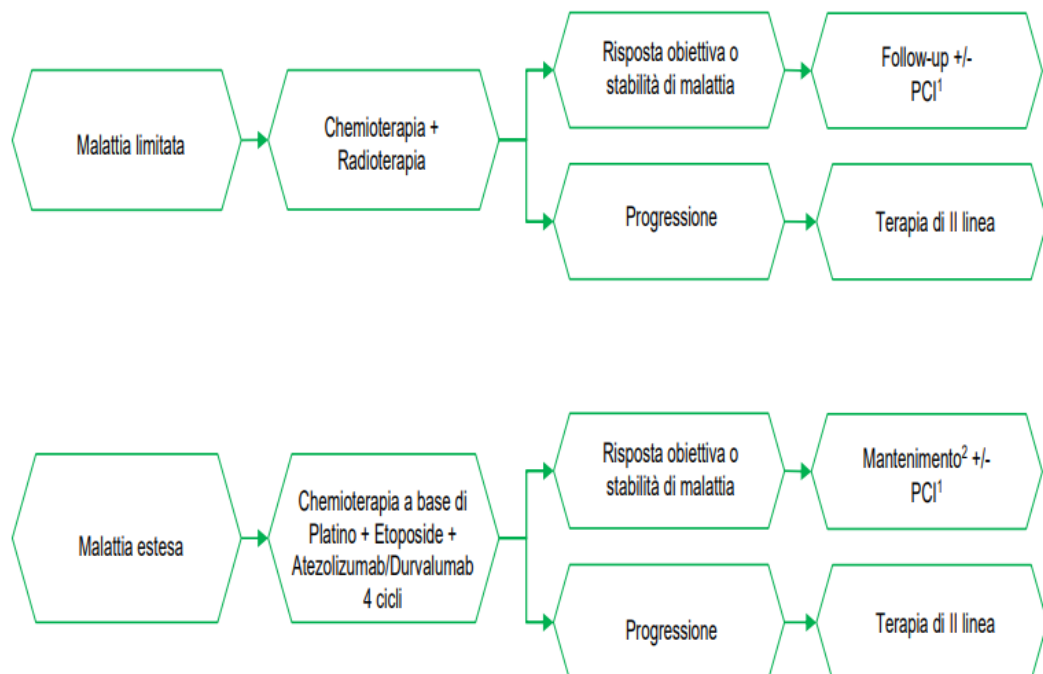 Malattia limitata
Chemioterapia +
Radioterapia
Risposta obiettiva o
stabilità di malattia
Follow-up +/-
PCI¹
Progressione
Terapia di II linea
Malattia estesa
Chemioterapia a base di
Platino + Etoposide +
Atezolizumab/Durvalumab
4 cicli
Risposta obiettiva o
stabilità di malattia
Mantenimento² +/-
PCI¹
Progressione
Terapia di II linea